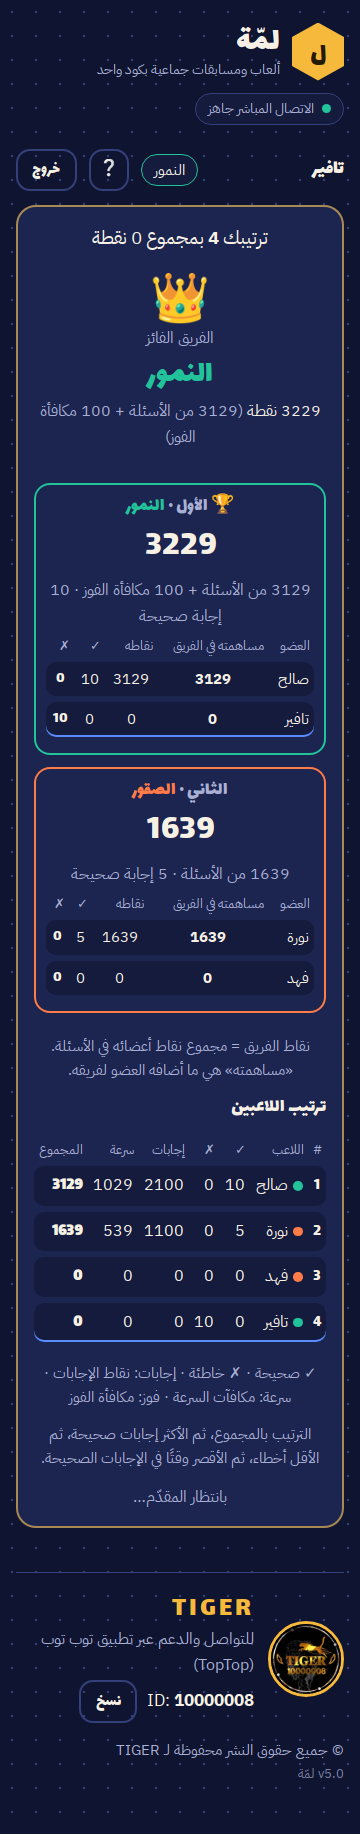 ل
لمّة
ألعاب ومسابقات جماعية بكود واحد
الاتصال المباشر جاهز
تافير
النمور
?
خروج
ترتيبك 4 بمجموع 0 نقطة
الفريق الفائز
النمور
3229 نقطة (3129 من الأسئلة + 100 مكافأة
الفوز)
الأول · النمور
3229
3129 من الأسئلة + 100 مكافأة الفوز · 10
إجابة صحيحة
العضو مساهمته في الفريق نقاطه ✓ ✗
صالح 3129 3129 10 0
تافير 0 0 0 10
الثاني · الصقور
1639
1639 من الأسئلة · 5 إجابة صحيحة
العضو مساهمته في الفريق نقاطه ✓ ✗
نورة 1639 1639 5 0
فهد 0 0 0 0
نقاط الفريق = مجموع نقاط أعضائه في الأسئلة.
«مساهمته» هي ما أضافه العضو لفريقه.
ترتيب اللاعبين
# اللاعب ✓ ✗ إجابات سرعة المجموع
1 صالح 10 0 2100 1029 3129
2 نورة 5 0 1100 539 1639
3 فهد 0 0 0 0 0
4 تافير 0 10 0 0 0
✓ صحيحة · ✗ خاطئة · إجابات: نقاط الإجابات ·
سرعة: مكافآت السرعة · فوز: مكافأة الفوز
الترتيب بالمجموع، ثم الأكثر إجابات صحيحة، ثم
الأقل أخطاء، ثم الأقصر وقتًا في الإجابات الصحيحة.
بانتظار المقدّم...
TIGER
للتواصل والدعم عبر تطبيق توب توب
(TopTop)
ID: 10000008
نسخ
TIGER
10000008
© جميع حقوق النشر محفوظة لـ TIGER
لمّة v5.0